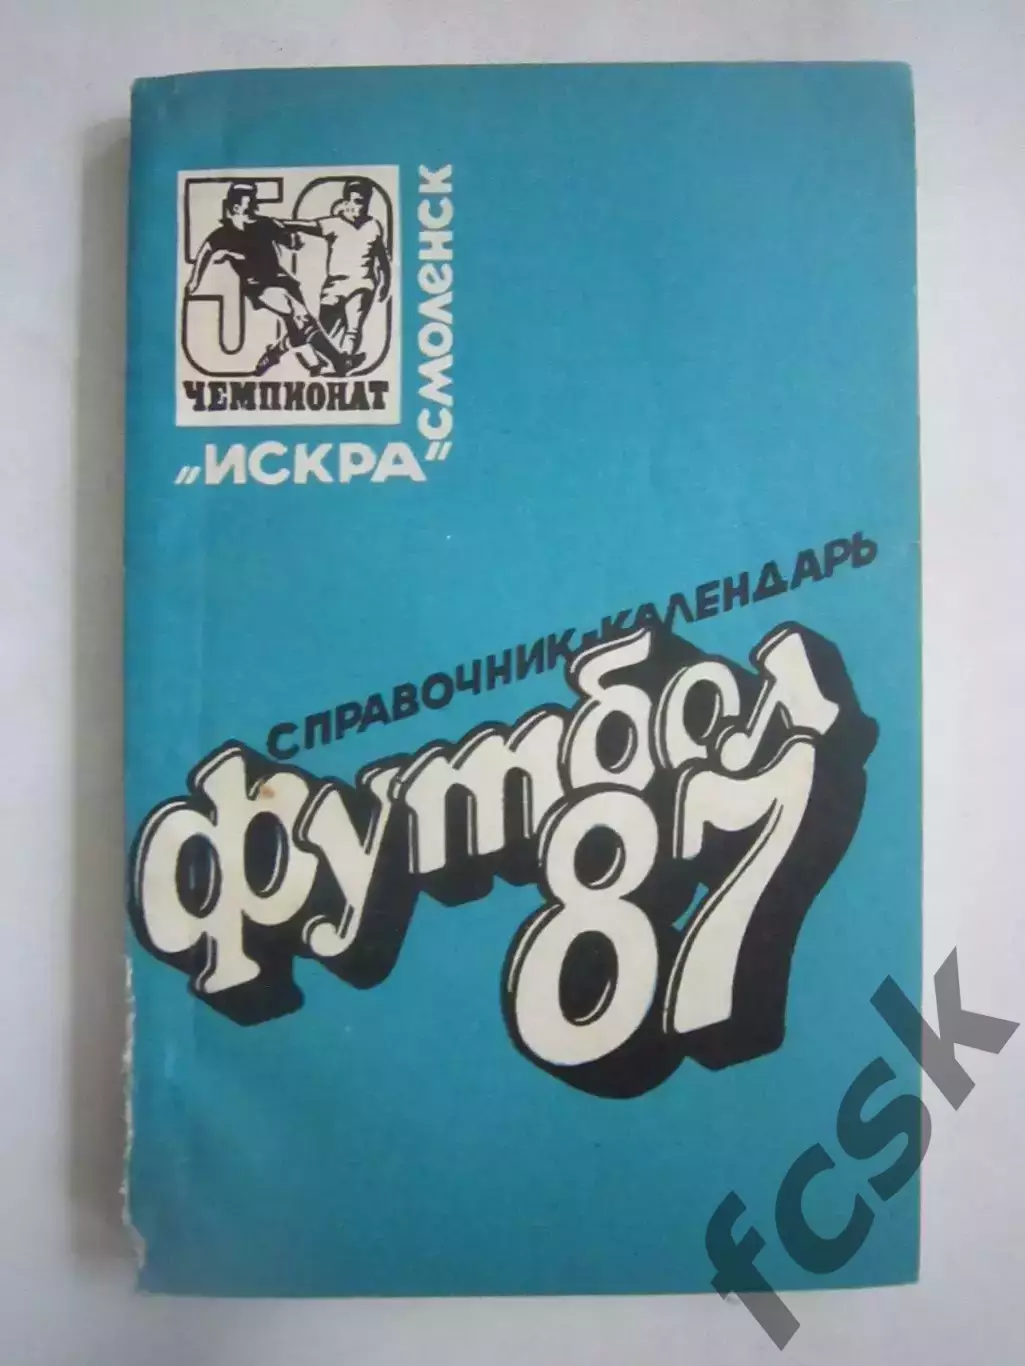 50
ЧЕМПИОНАТ
„ИСКРА“
СМОЛЕНСК
СПРАВОЧНИК-КАЛЕНДАРЬ
футбол
87
fcsk